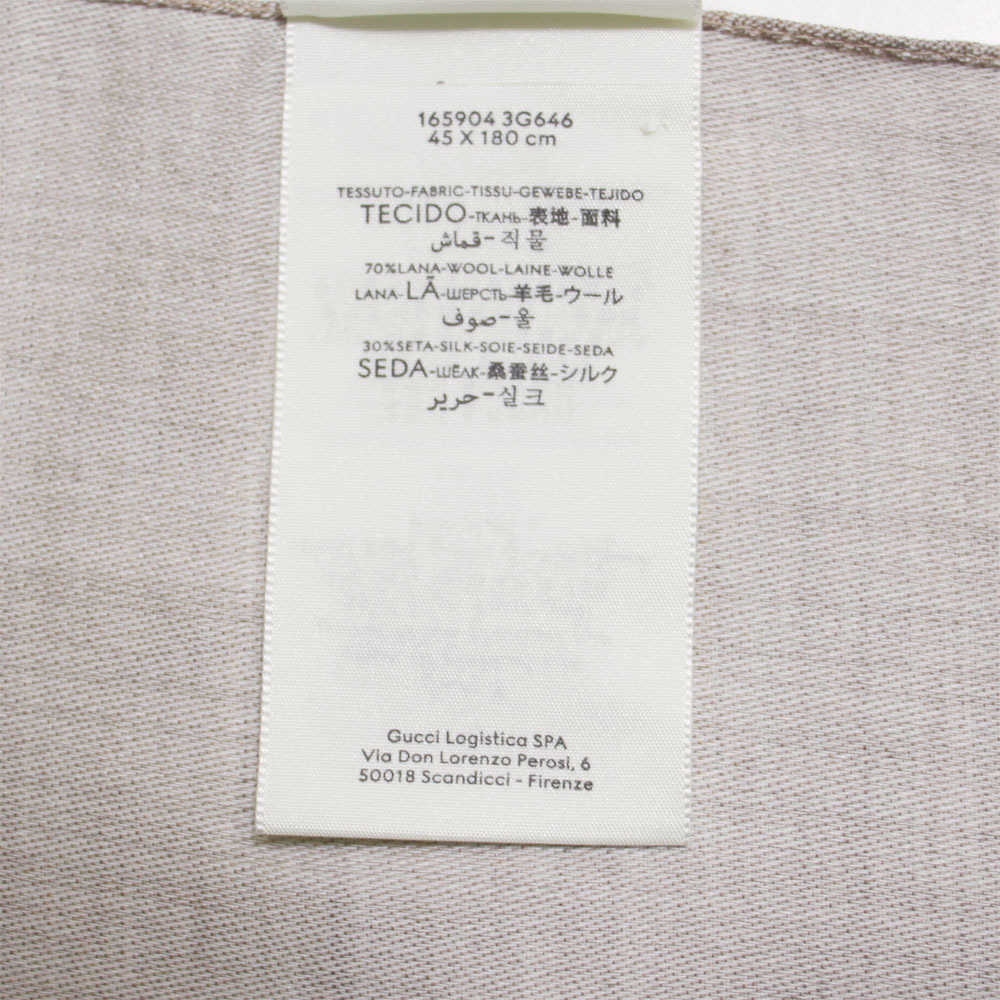 165904 3G646
45 X 180 cm
TESSUTO-FABRIC-TISSU-GEWEBE-TEJIDO
TECIDO-ТКАНЬ-表地-面料
قماش-직물
70%LANA-WOOL-LAINE-WOLLE
LANA-LÃ-ШЕРСТЬ-羊毛-ウール
صوف-울
30%SETA-SILK-SOIE-SEIDE-SEDA
SEDA-ШЁЛК-桑蚕丝-シルク
حرير-실크
Gucci Logistica SPA
Via Don Lorenzo Perosi, 6
50018 Scandicci - Firenze